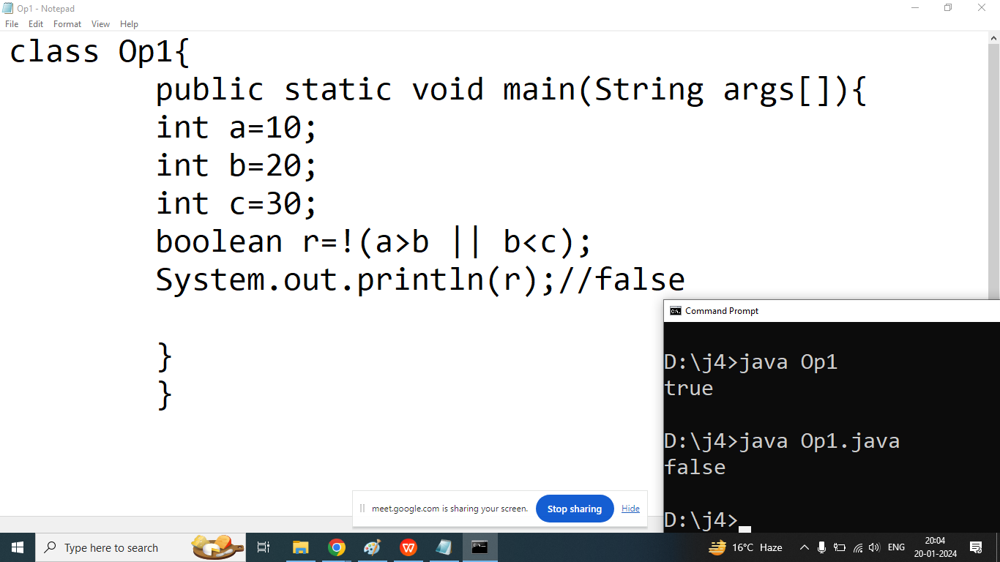 Op1 - Notepad
File Edit Format View Help
class Op1{
public static void main(String args[]){
int a=10;
int b=20;
int c=30;
boolean r=!(a>b || b<c);
System.out.println(r);//false
}
}
Command Prompt
D:\j4>java Op1
true
D:\j4>java Op1.java
false
D:\j4>
meet.google.com is sharing your screen.
Stop sharing
Hide
Type here to search
16°C Haze
ENG
20:04
20-01-2024